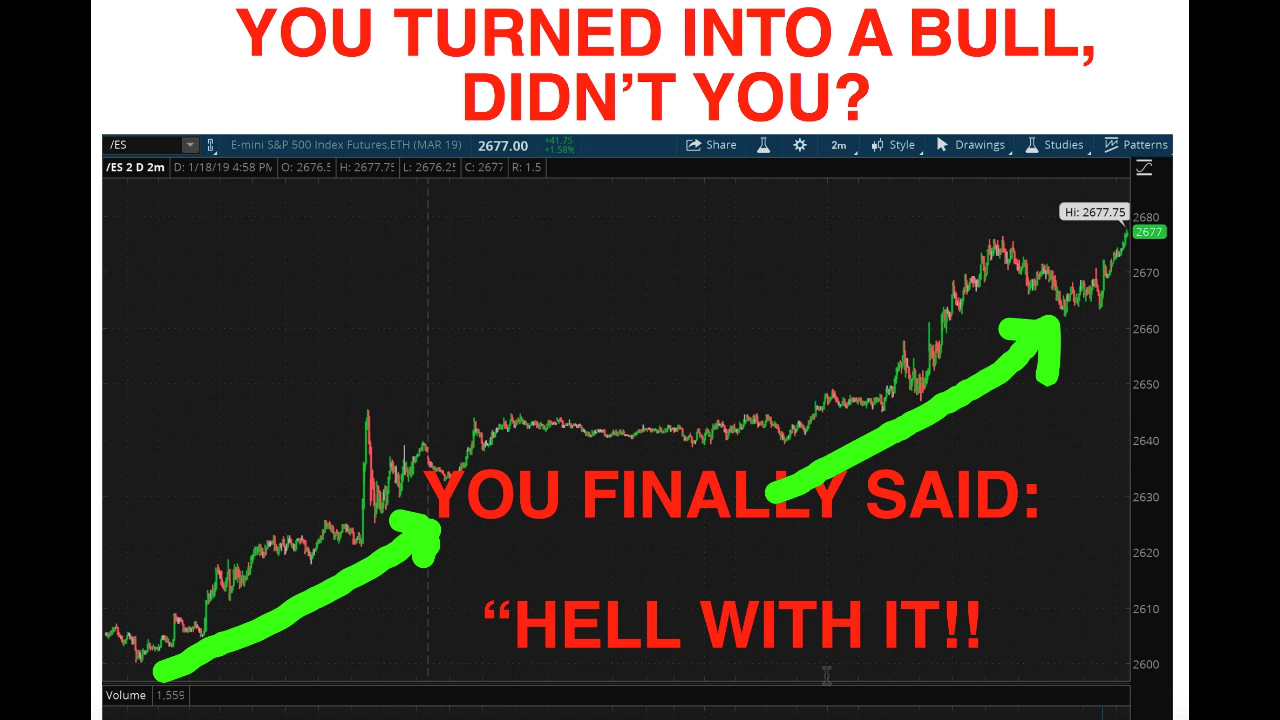 YOU TURNED INTO A BULL,
DIDN’T YOU?
/ES E-mini S&P 500 Index Futures,ETH (MAR 19) 2677.00 +41.75 +1.58% Share 2m Style Drawings Studies Patterns
/ES 2 D 2m D: 1/18/19 4:58 PM O: 2676.5 H: 2677.75 L: 2676.25 C: 2677 R: 1.5
Hi: 2677.75
2680
2677
2670
2660
2650
2640
2630
2620
2610
2600
YOU FINALLY SAID:
“HELL WITH IT!!
Volume 1,559